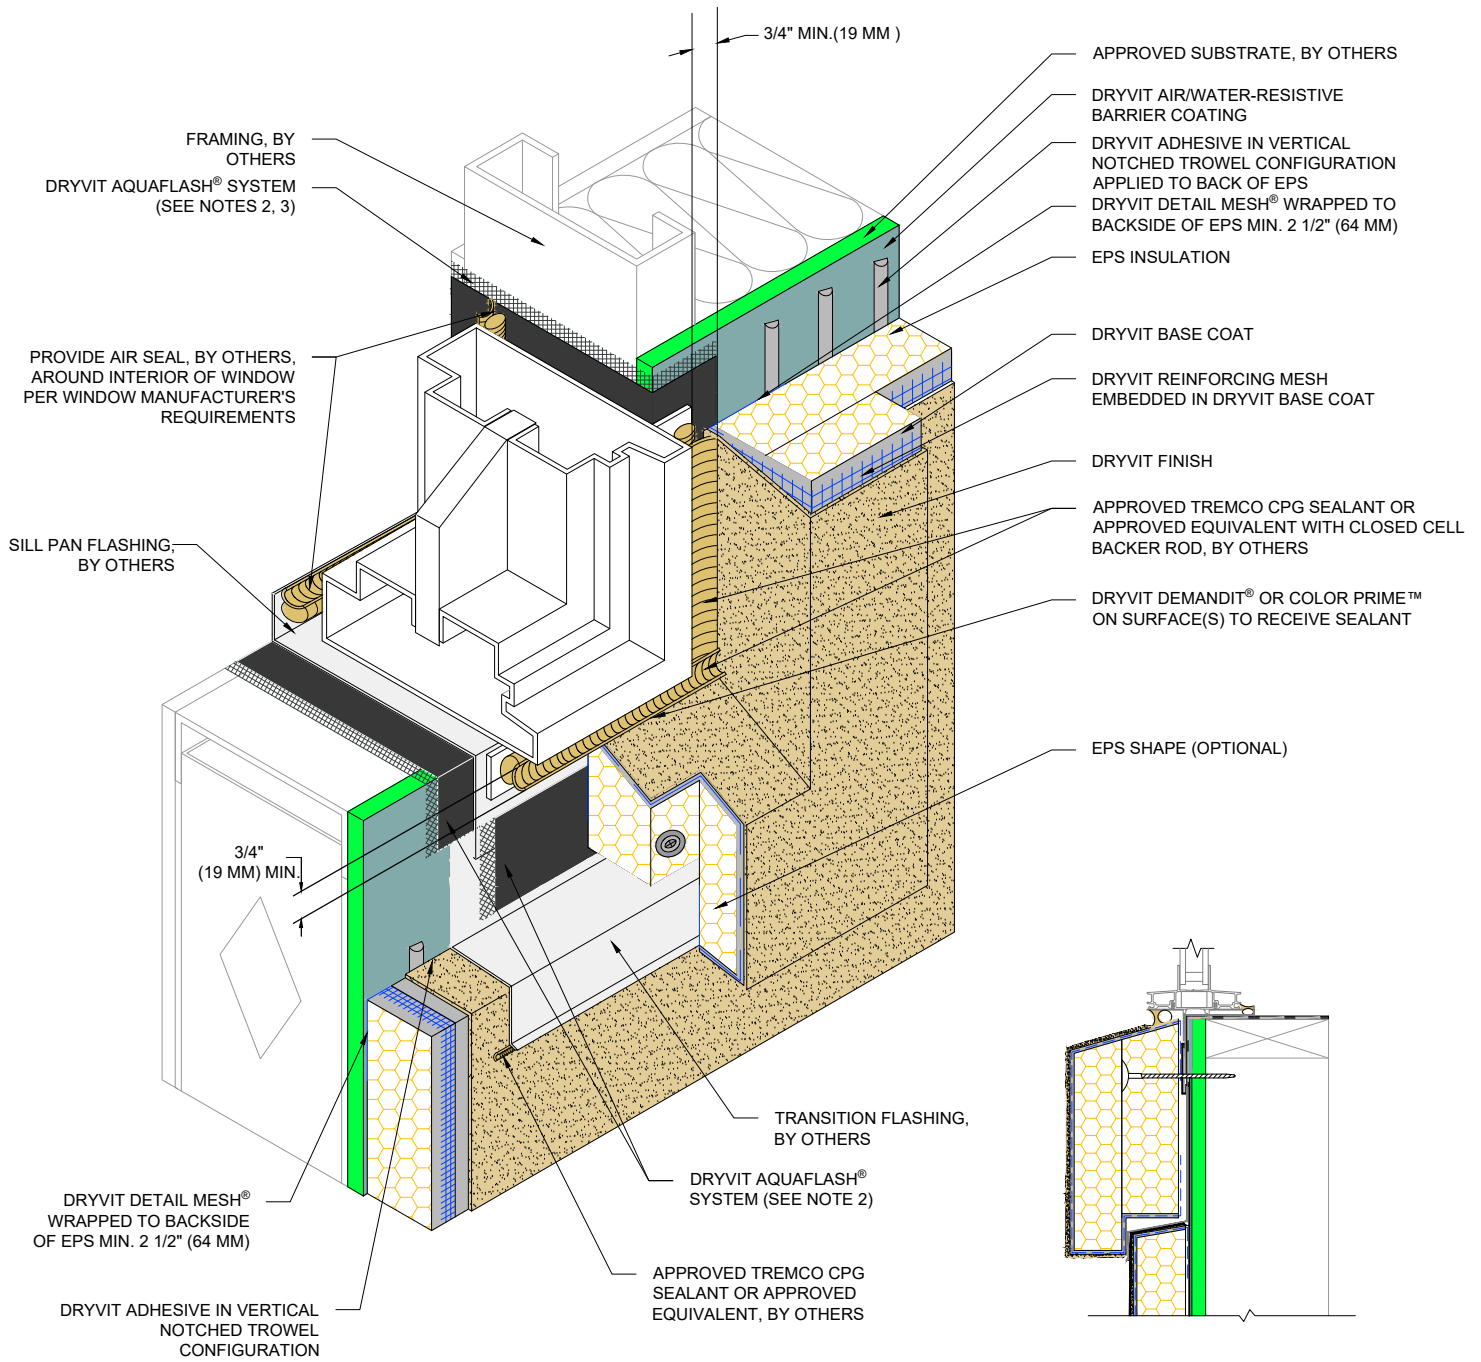 3/4" MIN.(19 MM )
FRAMING, BY
OTHERS
DRYVIT AQUAFLASH® SYSTEM
(SEE NOTES 2, 3)
PROVIDE AIR SEAL, BY OTHERS,
AROUND INTERIOR OF WINDOW
PER WINDOW MANUFACTURER'S
REQUIREMENTS
SILL PAN FLASHING,
BY OTHERS
3/4"
(19 MM) MIN.
DRYVIT DETAIL MESH®
WRAPPED TO BACKSIDE
OF EPS MIN. 2 1/2" (64 MM)
DRYVIT ADHESIVE IN VERTICAL
NOTCHED TROWEL
CONFIGURATION
APPROVED SUBSTRATE, BY OTHERS
DRYVIT AIR/WATER-RESISTIVE
BARRIER COATING
DRYVIT ADHESIVE IN VERTICAL
NOTCHED TROWEL CONFIGURATION
APPLIED TO BACK OF EPS
DRYVIT DETAIL MESH® WRAPPED TO
BACKSIDE OF EPS MIN. 2 1/2" (64 MM)
EPS INSULATION
DRYVIT BASE COAT
DRYVIT REINFORCING MESH
EMBEDDED IN DRYVIT BASE COAT
DRYVIT FINISH
APPROVED TREMCO CPG SEALANT OR
APPROVED EQUIVALENT WITH CLOSED CELL
BACKER ROD, BY OTHERS
DRYVIT DEMANDIT® OR COLOR PRIME™
ON SURFACE(S) TO RECEIVE SEALANT
EPS SHAPE (OPTIONAL)
TRANSITION FLASHING,
BY OTHERS
DRYVIT AQUAFLASH®
SYSTEM (SEE NOTE 2)
APPROVED TREMCO CPG
SEALANT OR APPROVED
EQUIVALENT, BY OTHERS